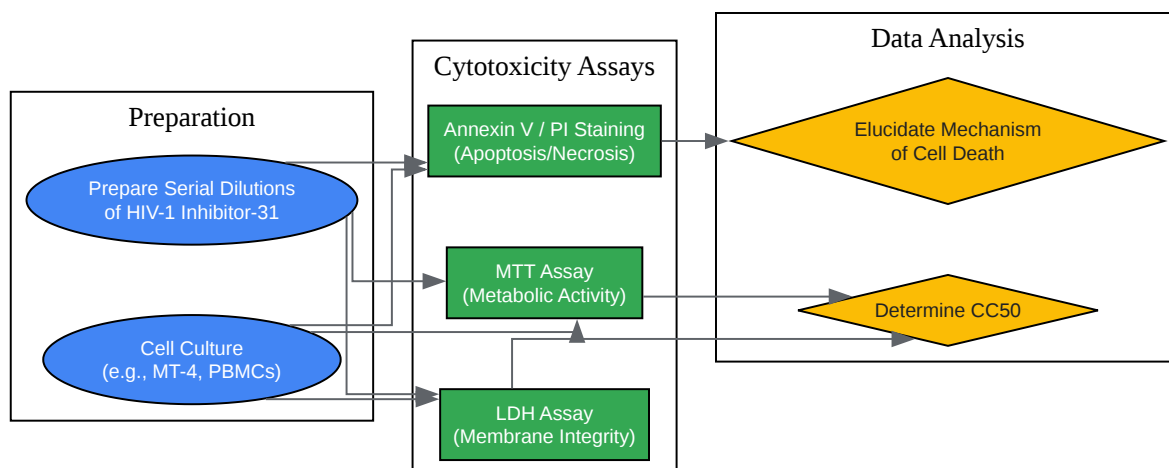 Preparation
Prepare Serial Dilutions
of HIV-1 Inhibitor-31
Cell Culture
(e.g., MT-4, PBMCs)
Cytotoxicity Assays
Annexin V / PI Staining
(Apoptosis/Necrosis)
MTT Assay
(Metabolic Activity)
LDH Assay
(Membrane Integrity)
Data Analysis
Elucidate Mechanism
of Cell Death
Determine CC50